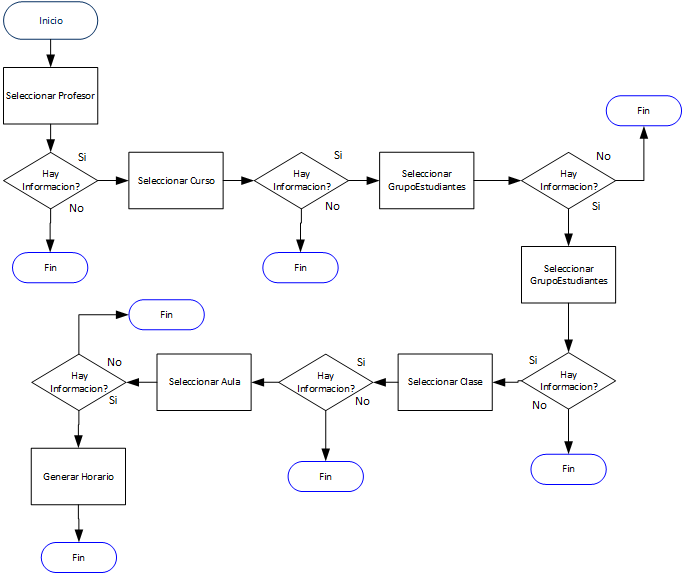 Inicio
Seleccionar Profesor
Hay
Informacion?
Si
No
Fin
Seleccionar Curso
Hay
Informacion?
Si
No
Fin
Seleccionar
GrupoEstudiantes
Hay
Informacion?
No
Fin
Si
Seleccionar
GrupoEstudiantes
Hay
Informacion?
Si
No
Fin
Seleccionar Clase
Hay
Informacion?
Si
No
Fin
Seleccionar Aula
Hay
Informacion?
No
Fin
Si
Generar Horario
Fin